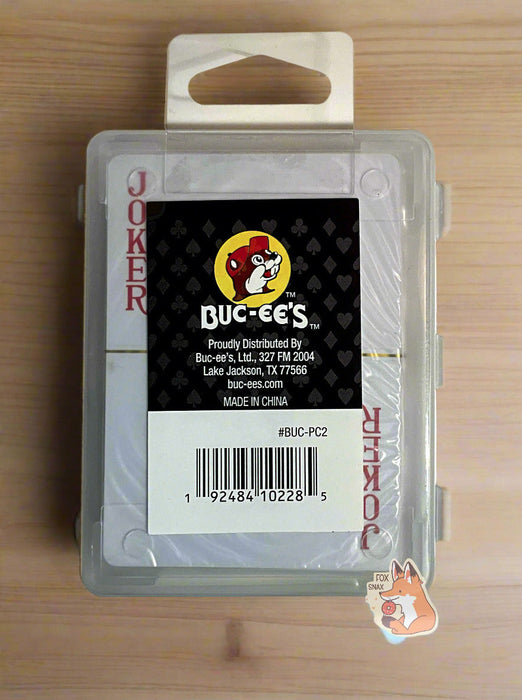 JOKER
BUC-EE'S™
™
Proudly Distributed By
Buc-ee's, Ltd., 327 FM 2004
Lake Jackson, TX 77566
buc-ees.com
MADE IN CHINA
#BUC-PC2
1 92484 10228 5
JOKER
FOX
SNAX